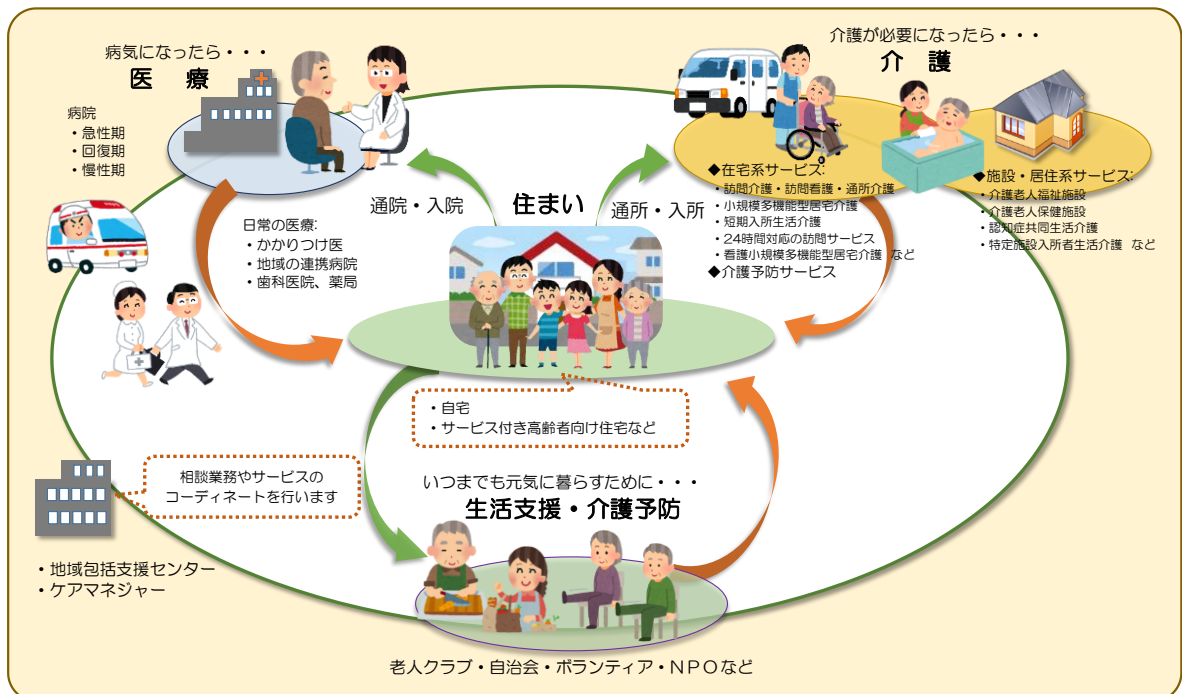 病気になったら・・・
医　療
病院
・急性期
・回復期
・慢性期
日常の医療:
・かかりつけ医
・地域の連携病院
・歯科医院、薬局
通院・入院
住まい
通所・入所
介護が必要になったら・・・
介　護
◆在宅系サービス:
・訪問介護・訪問看護・通所介護
・小規模多機能型居宅介護
・短期入所生活介護
・24時間対応の訪問サービス
・看護小規模多機能型居宅介護 など
◆介護予防サービス
◆施設・居住系サービス:
・介護老人福祉施設
・介護老人保健施設
・認知症共同生活介護
・特定施設入所者生活介護 など
・自宅
・サービス付き高齢者向け住宅など
相談業務やサービスの
コーディネートを行います
・地域包括支援センター
・ケアマネジャー
いつまでも元気に暮らすために・・・
生活支援・介護予防
老人クラブ・自治会・ボランティア・NPOなど